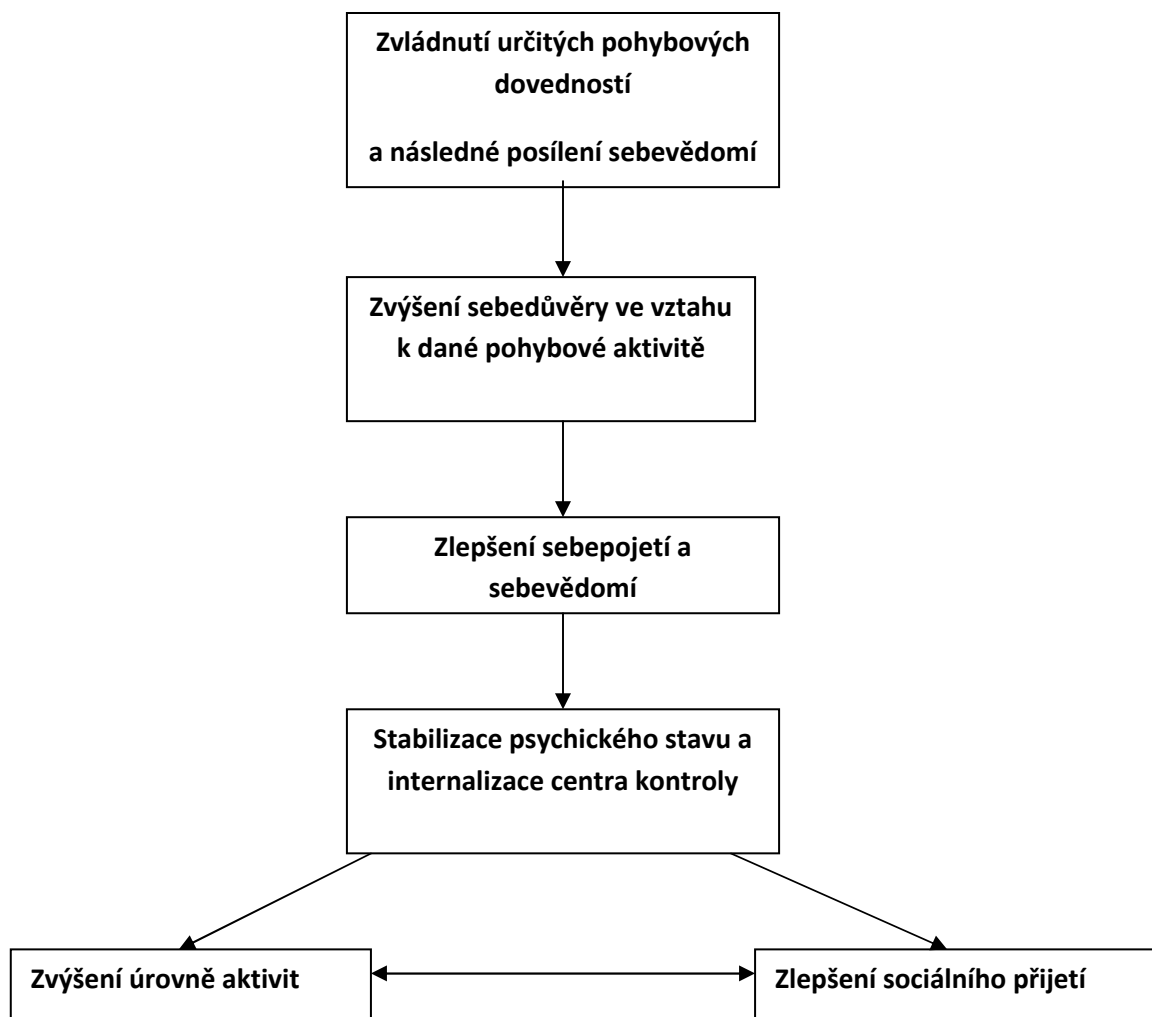 Zvládnutí určitých pohybových
dovedností
a následné posílení sebevědomí
Zvýšení sebedůvěry ve vztahu
k dané pohybové aktivitě
Zlepšení sebepojetí a
sebevědomí
Stabilizace psychického stavu a
internalizace centra kontroly
Zvýšení úrovně aktivit
Zlepšení sociálního přijetí